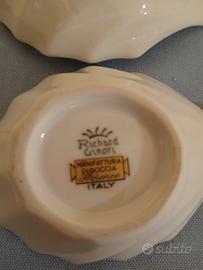 Richard
Ginori
MANIFATTURA
DI DOCCIA
ITALY
subito